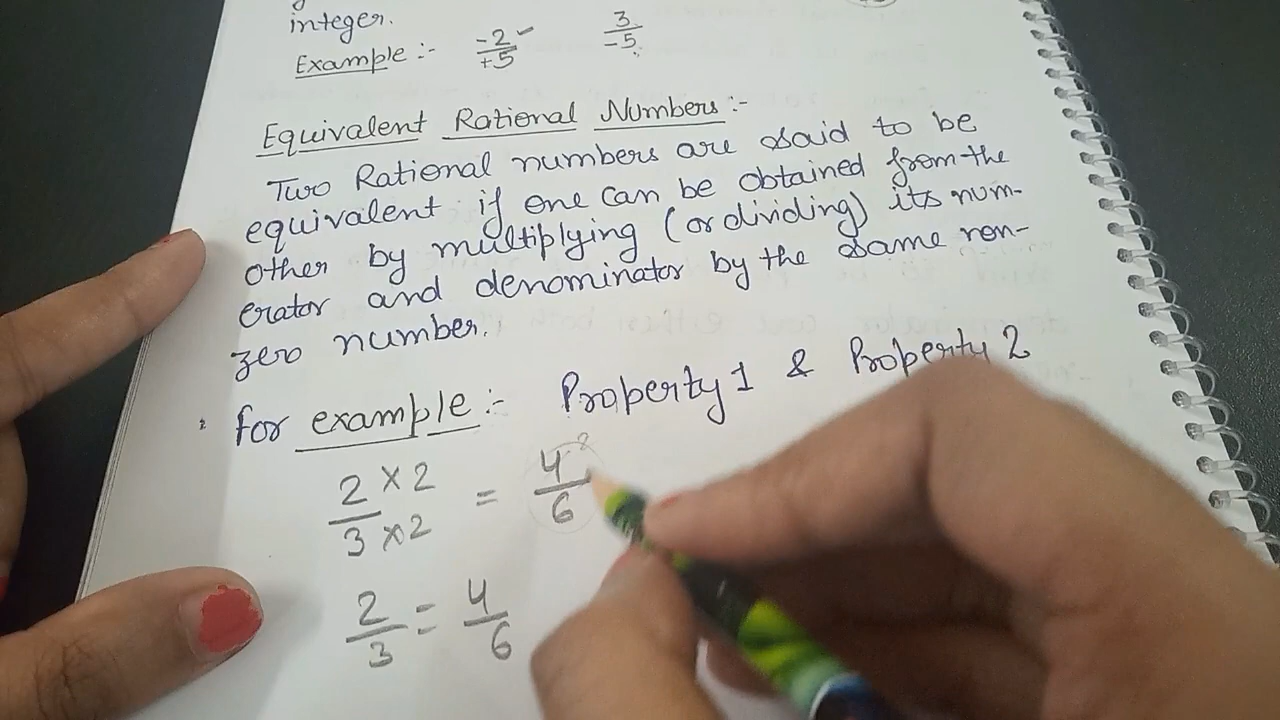 integer.
Example :- -2/+5 3/-5
Equivalent Rational Numbers :-
Two Rational numbers are said to be
equivalent if one can be obtained from the
other by multiplying (or dividing) its num-
erator and denominator by the same non-
zero number.
for example :- Property 1 & Property 2
2 × 2 / 3 × 2 = 4/6
2/3 = 4/6